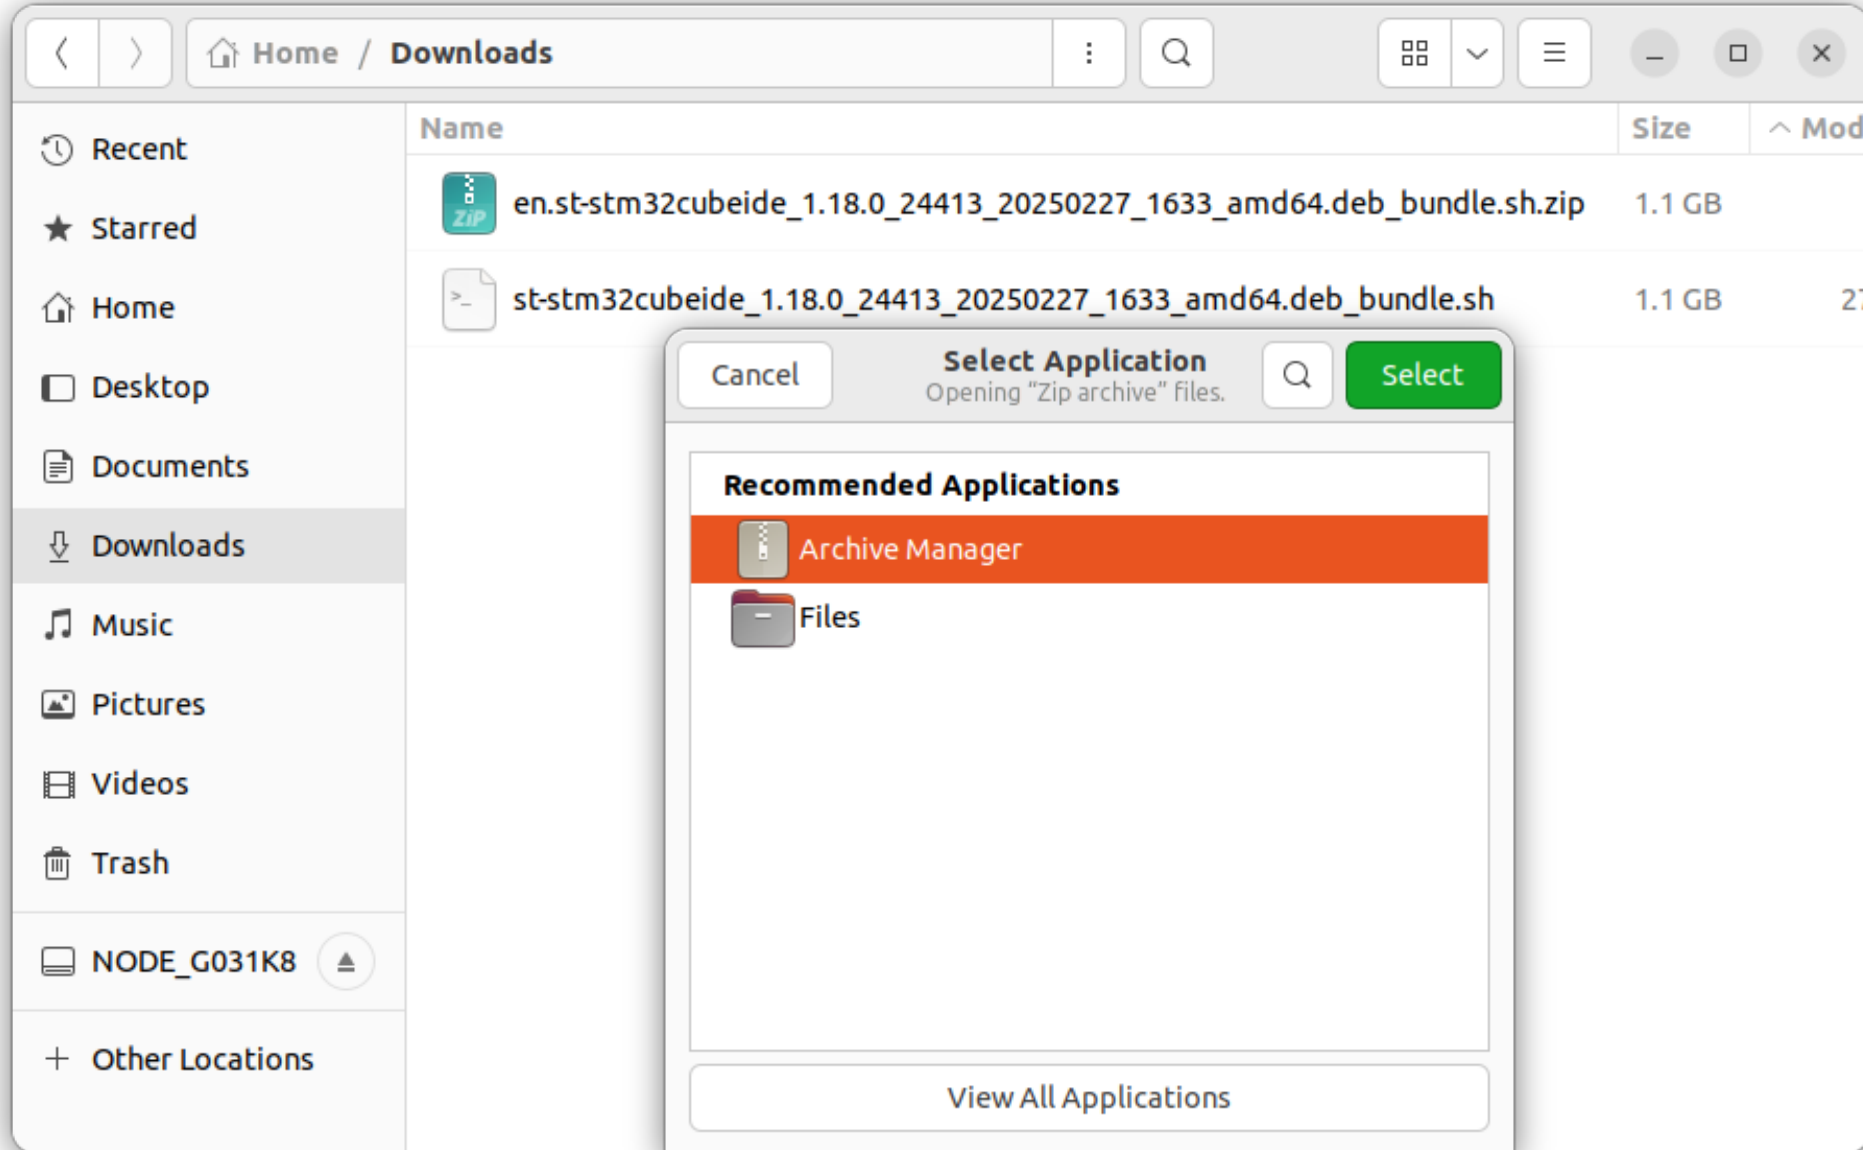 Home / Downloads
Name Size Mod
Recent
Starred
Home
Desktop
Documents
Downloads
Music
Pictures
Videos
Trash
NODE_G031K8
Other Locations
ZiP
en.st-stm32cubeide_1.18.0_24413_20250227_1633_amd64.deb_bundle.sh.zip 1.1 GB
>_
st-stm32cubeide_1.18.0_24413_20250227_1633_amd64.deb_bundle.sh 1.1 GB 27
Cancel
Select Application
Opening “Zip archive” files.
Select
Recommended Applications
Archive Manager
Files
View All Applications